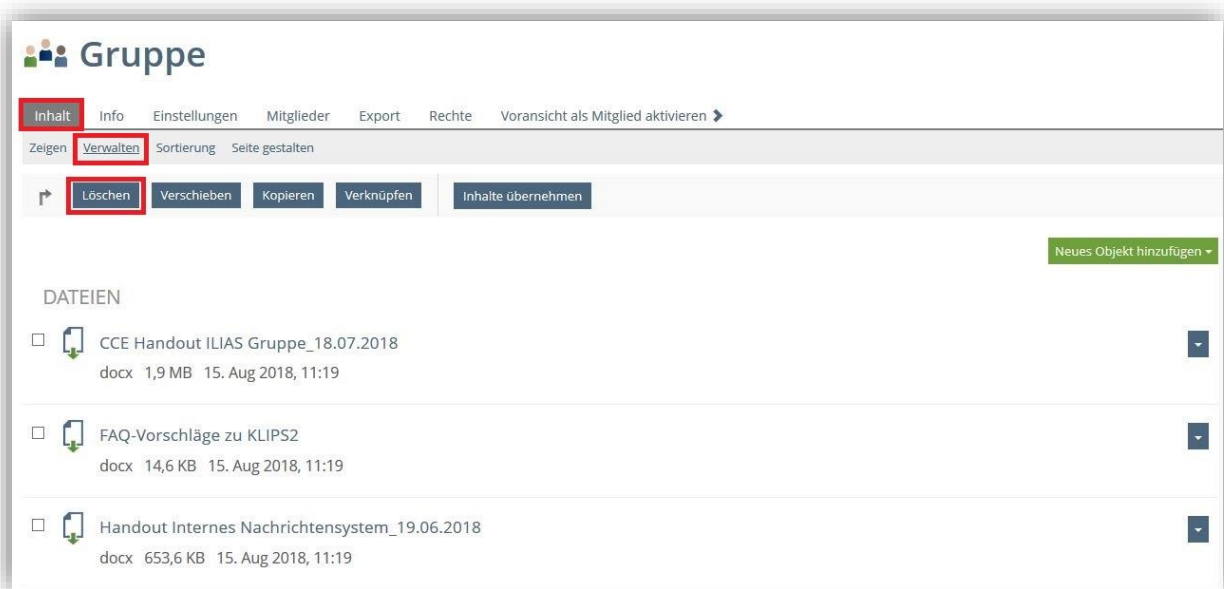 Gruppe
Inhalt Info Einstellungen Mitglieder Export Rechte Voransicht als Mitglied aktivieren
Zeigen Verwalten Sortierung Seite gestalten
Löschen Verschieben Kopieren Verknüpfen Inhalte übernehmen
Neues Objekt hinzufügen
DATEIEN
CCE Handout ILIAS Gruppe_18.07.2018
docx 1,9 MB 15. Aug 2018, 11:19
FAQ-Vorschläge zu KLIPS2
docx 14,6 KB 15. Aug 2018, 11:19
Handout Internes Nachrichtensystem_19.06.2018
docx 653,6 KB 15. Aug 2018, 11:19